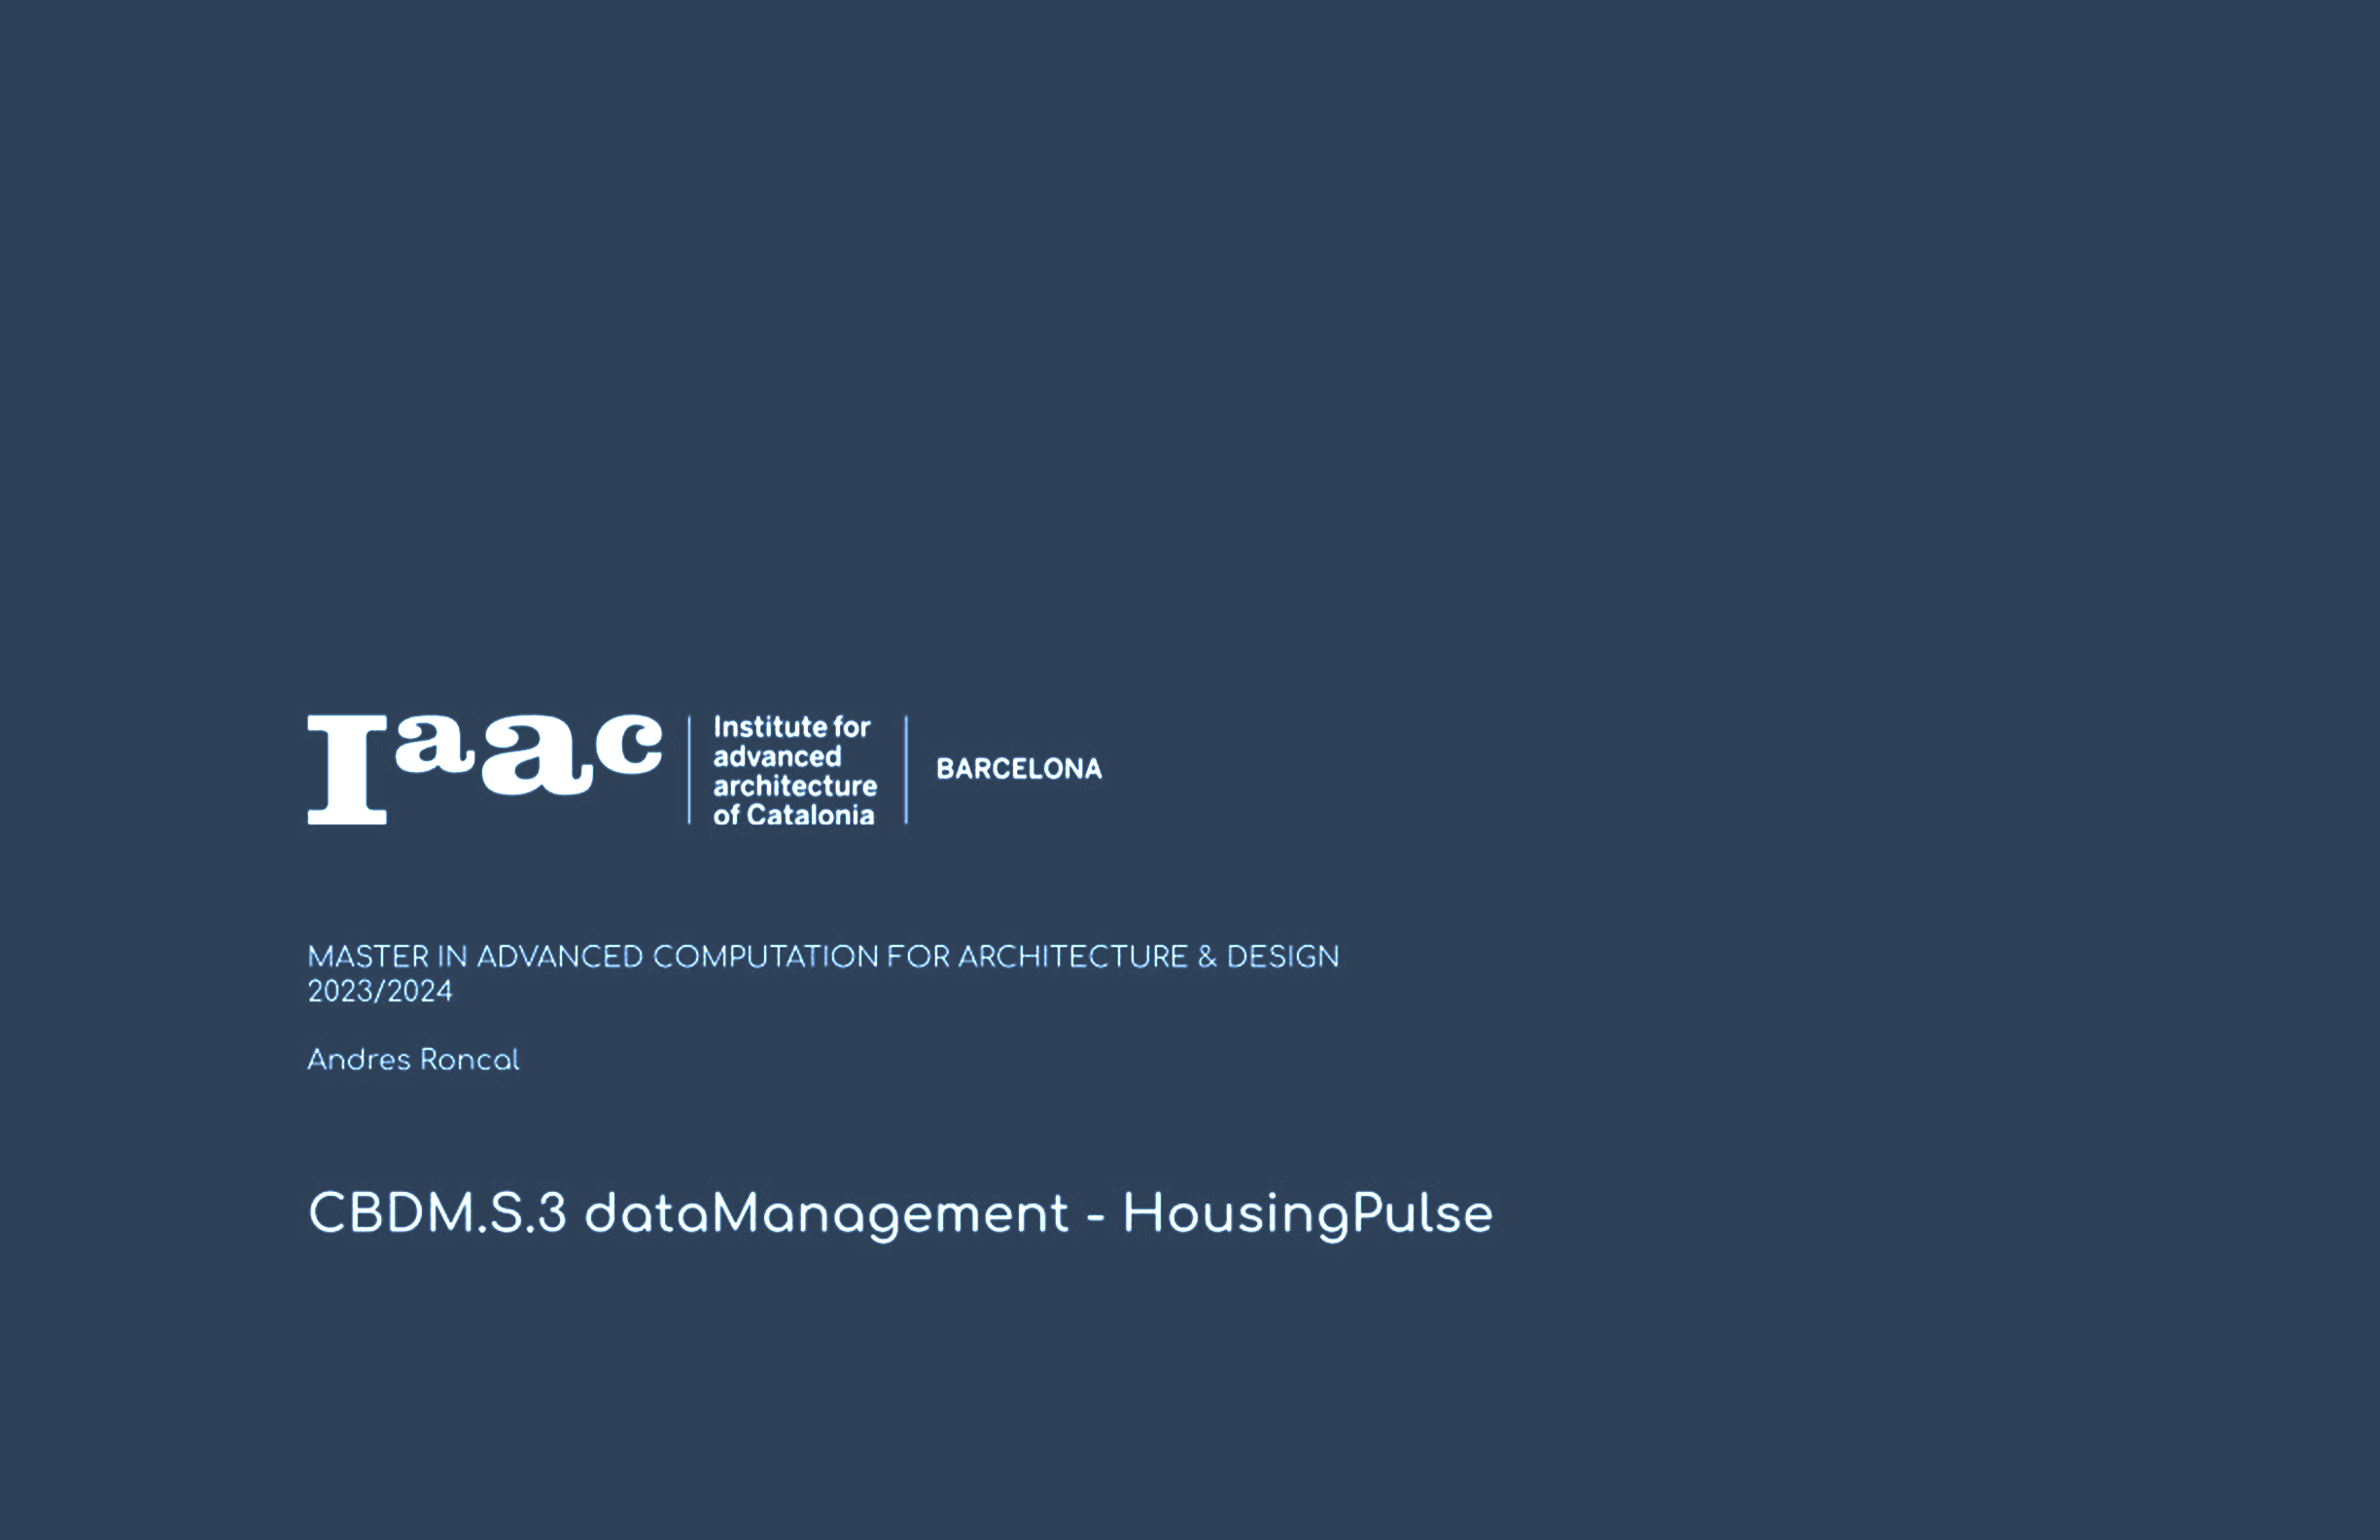 Iaac
Institute for
advanced
architecture
of Catalonia
BARCELONA
MASTER IN ADVANCED COMPUTATION FOR ARCHITECTURE & DESIGN
2023/2024
Andres Roncal
CBDM.S.3 dataManagement - HousingPulse